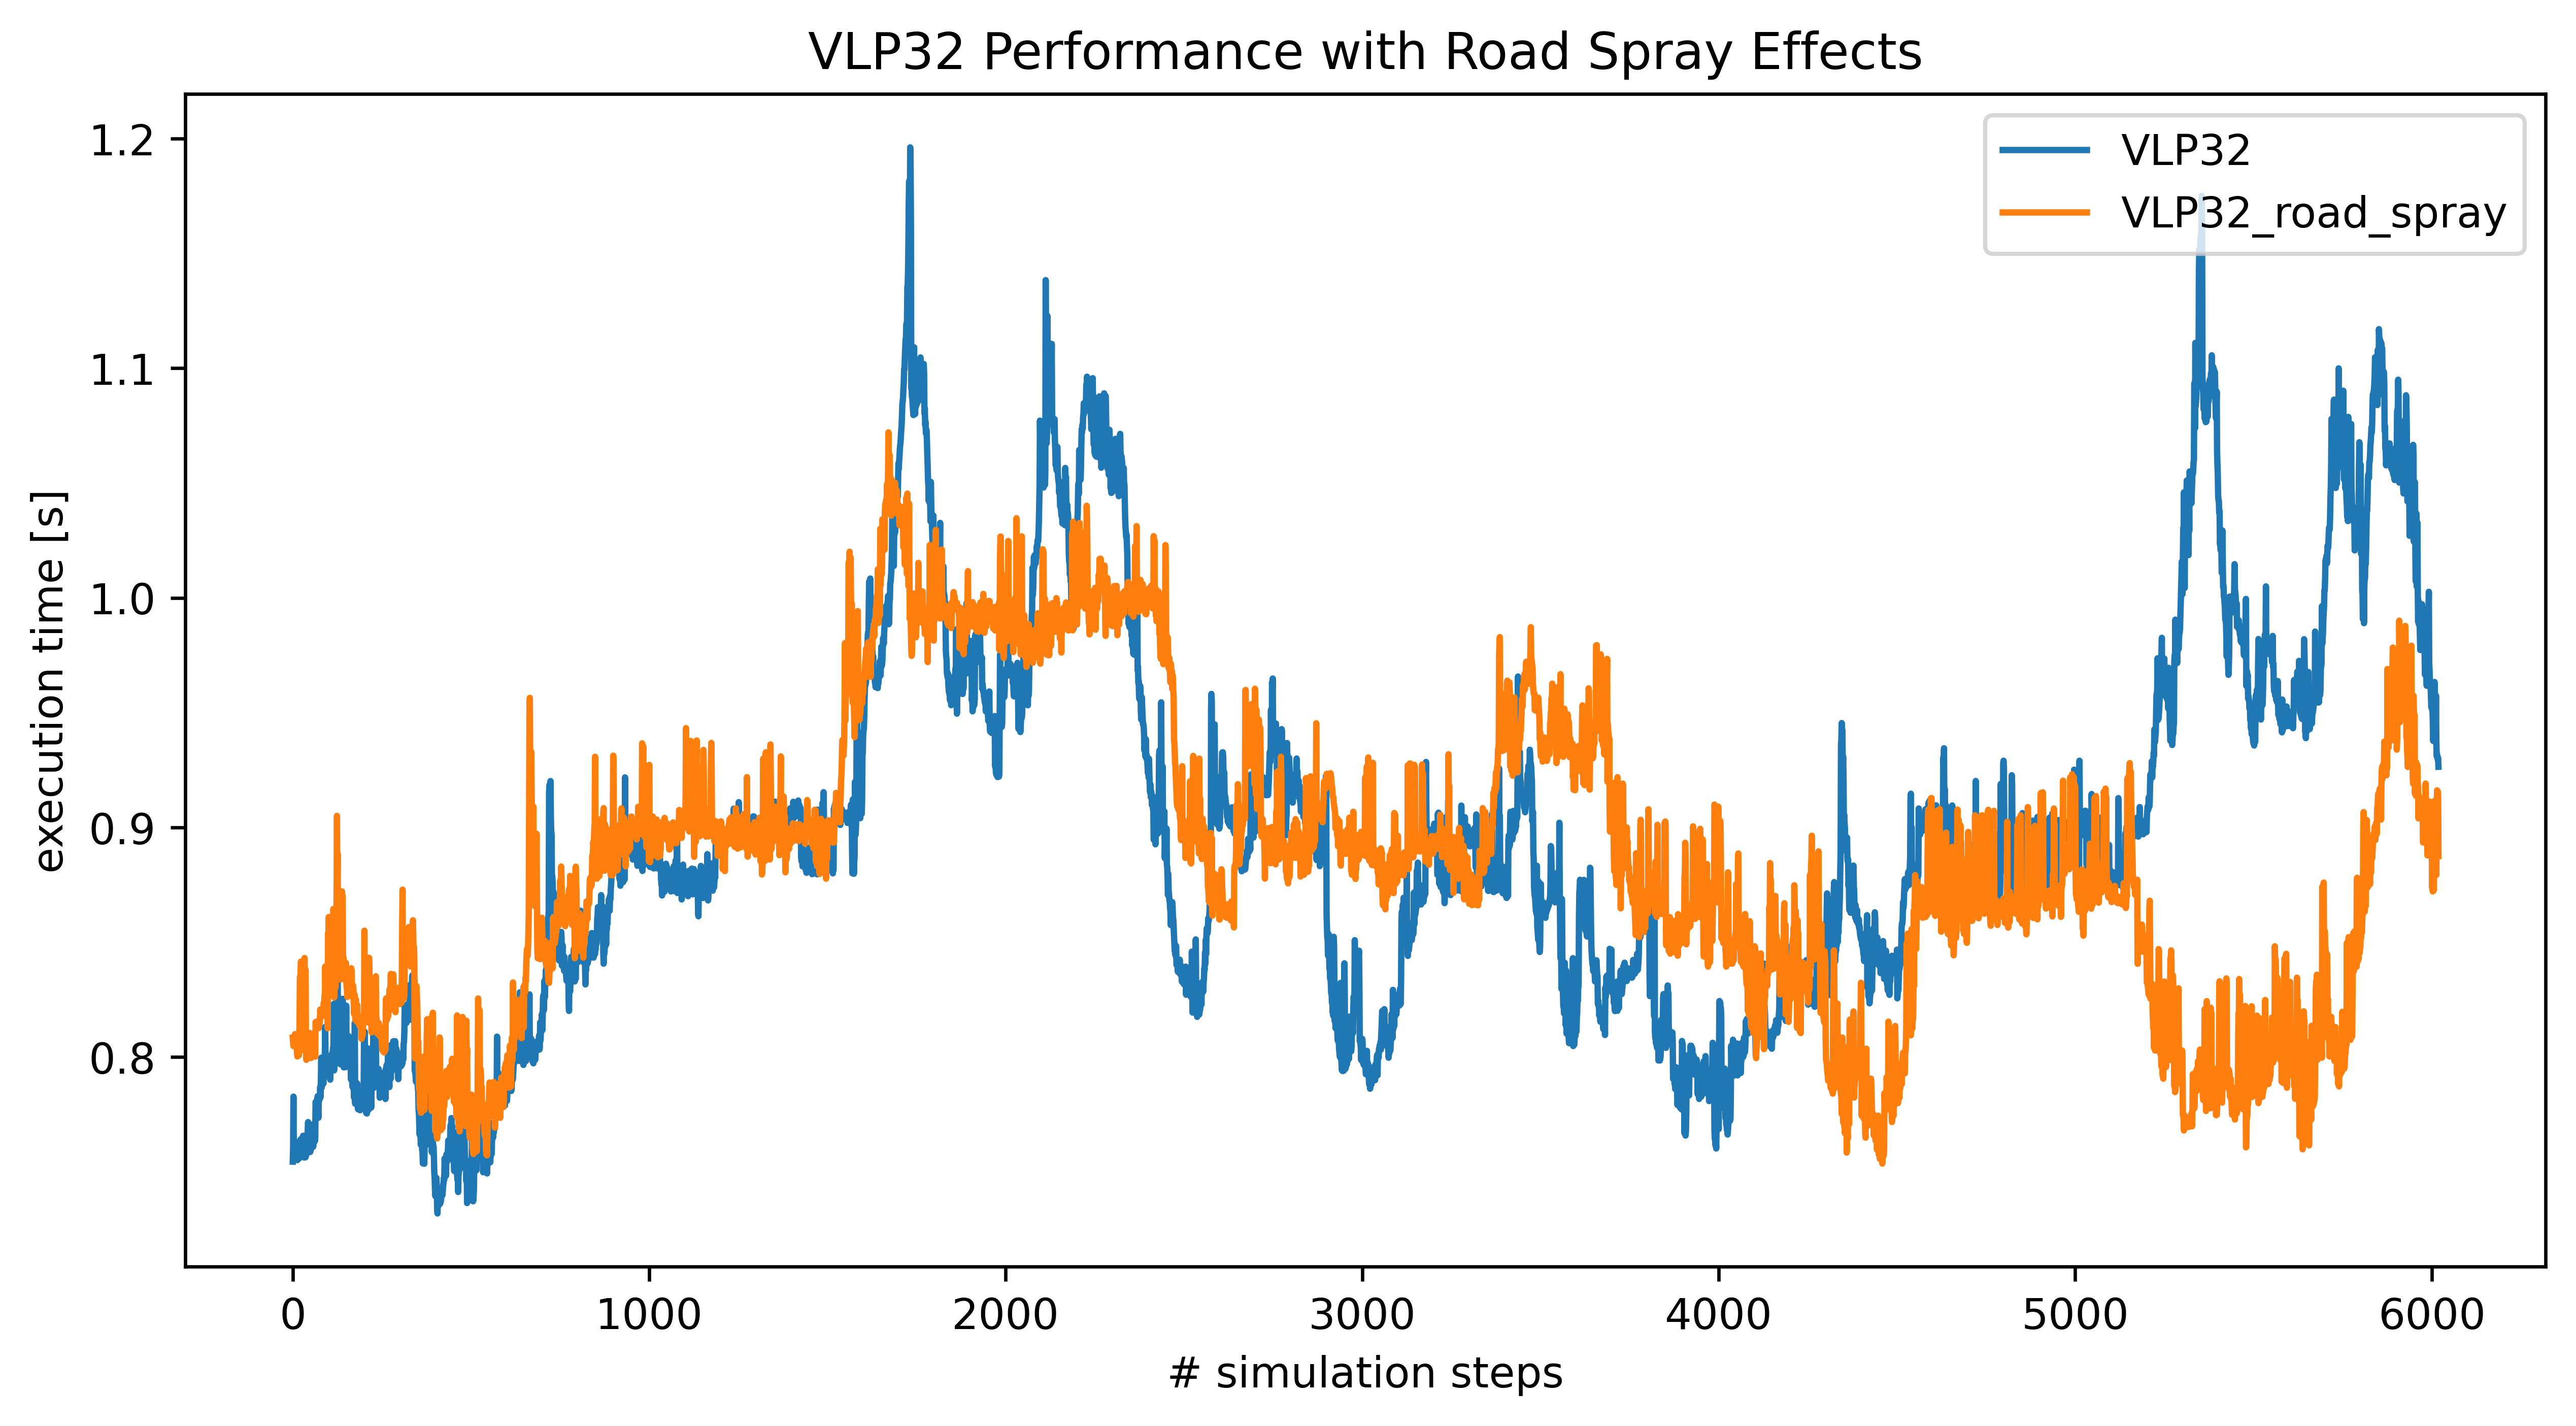 VLP32 Performance with Road Spray Effects
VLP32
VLP32_road_spray
execution time [s]
1.2
1.1
1.0
0.9
0.8
0 1000 2000 3000 4000 5000 6000
# simulation steps